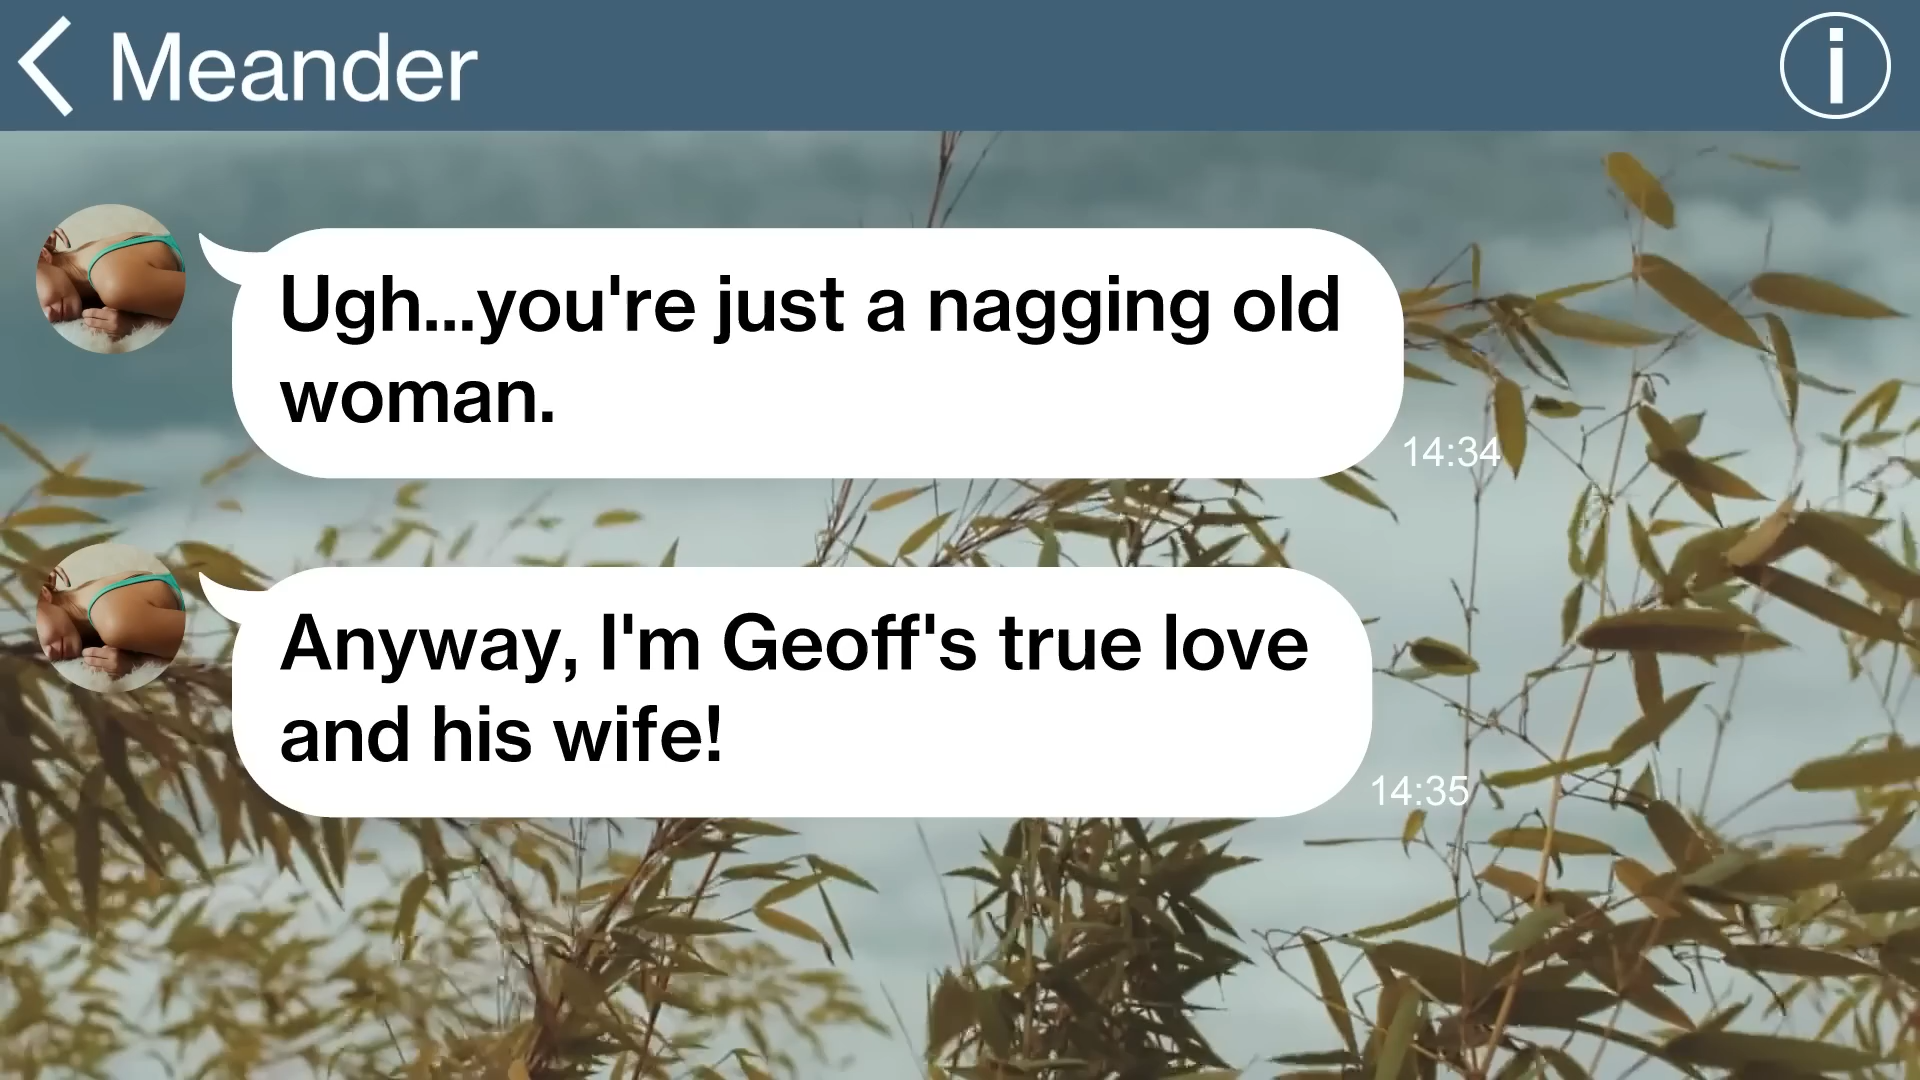 Meander
Ugh...you're just a nagging old
woman.
14:34
Anyway, I'm Geoff's true love
and his wife!
14:35